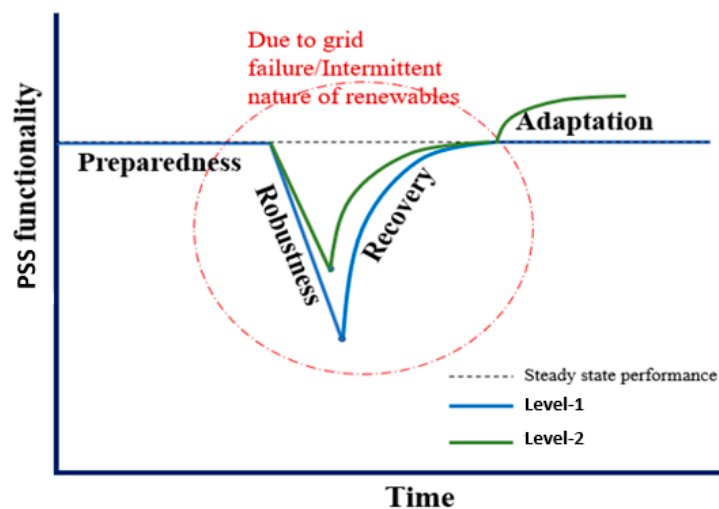 Due to grid
failure/Intermittent
nature of renewables
Adaptation
Preparedness
Robustness
Recovery
PSS functionality
Steady state performance
Level-1
Level-2
Time